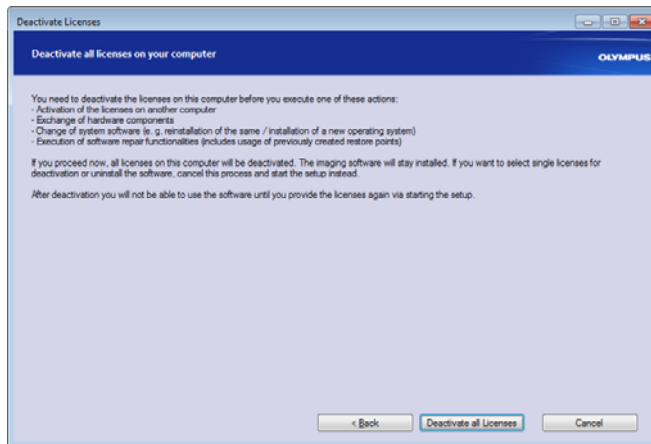 Deactivate Licenses
Deactivate all licenses on your computer
OLYMPUS
You need to deactivate the licenses on this computer before you execute one of these actions:
- Activation of the licenses on another computer
- Exchange of hardware components
- Change of system software (e. g. reinstallation of the same / installation of a new operating system)
- Execution of software repair functionalities (includes usage of previously created restore points)
If you proceed now, all licenses on this computer will be deactivated. The imaging software will stay installed. If you want to select single licenses for
deactivation or uninstall the software, cancel this process and start the setup instead.
After deactivation you will not be able to use the software until you provide the licenses again via starting the setup.
< Back
Deactivate all Licenses
Cancel